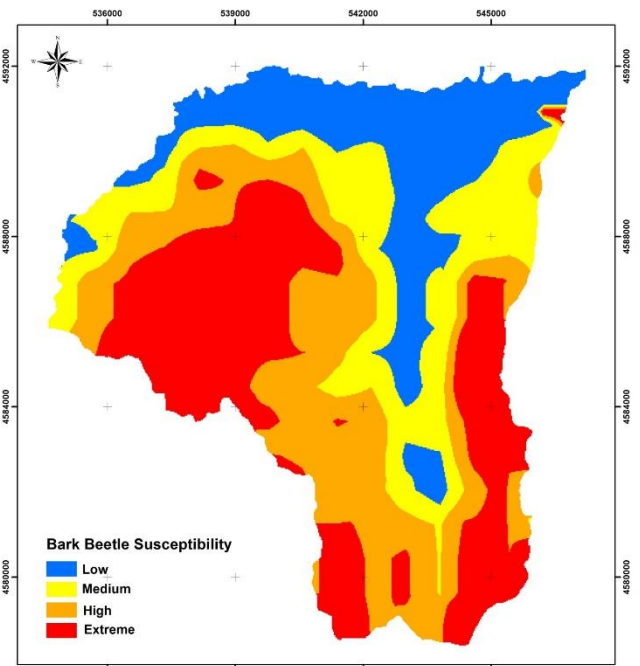 536000 539000 542000 545000
N
W E
S
4592000 4592000
4588000 4588000
4584000 4584000
4580000 4580000
Bark Beetle Susceptibility
Low
Medium
High
Extreme